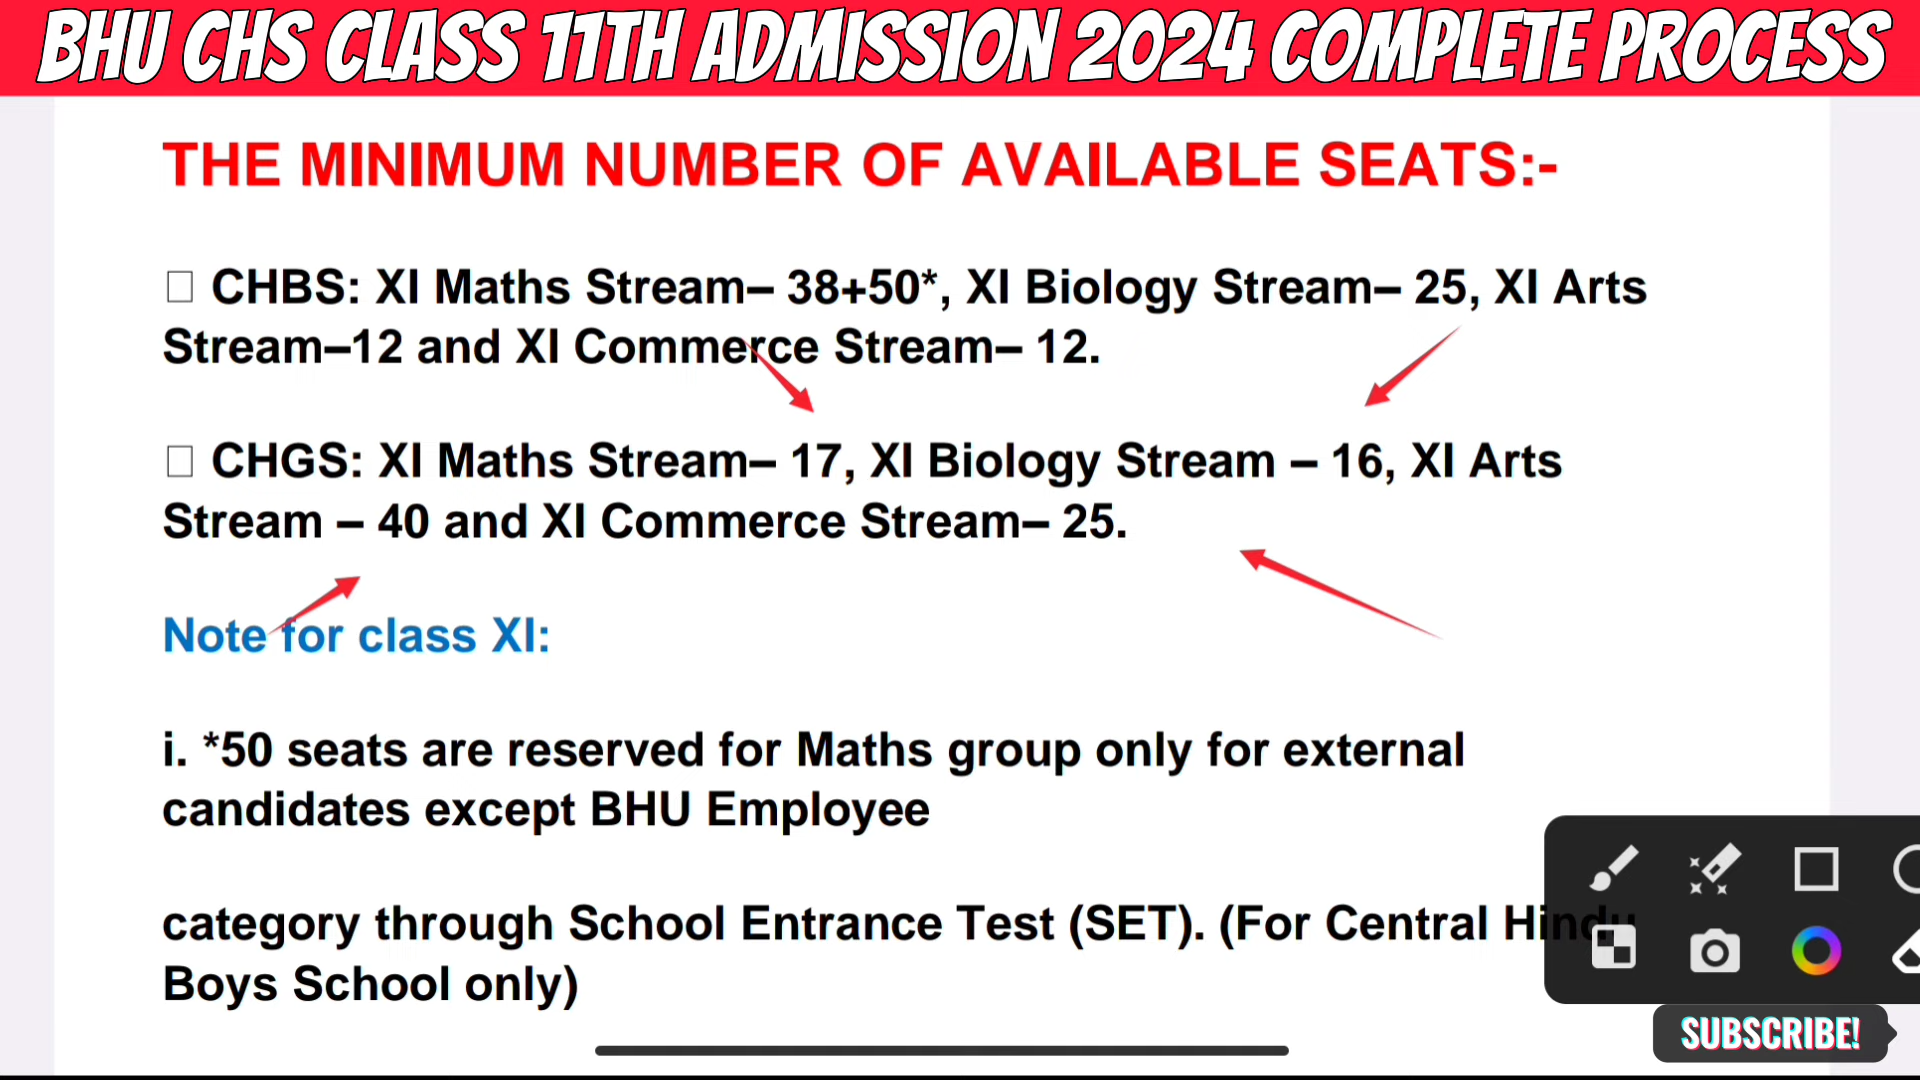 BHU CHS CLASS 11TH ADMISSION 2024 COMPLETE PROCESS
THE MINIMUM NUMBER OF AVAILABLE SEATS:-
CHBS: XI Maths Stream– 38+50*, XI Biology Stream– 25, XI Arts
Stream–12 and XI Commerce Stream– 12.
CHGS: XI Maths Stream– 17, XI Biology Stream – 16, XI Arts
Stream – 40 and XI Commerce Stream– 25.
Note for class XI:
i. *50 seats are reserved for Maths group only for external
candidates except BHU Employee
category through School Entrance Test (SET). (For Central Hindu
Boys School only)
SUBSCRIBE!